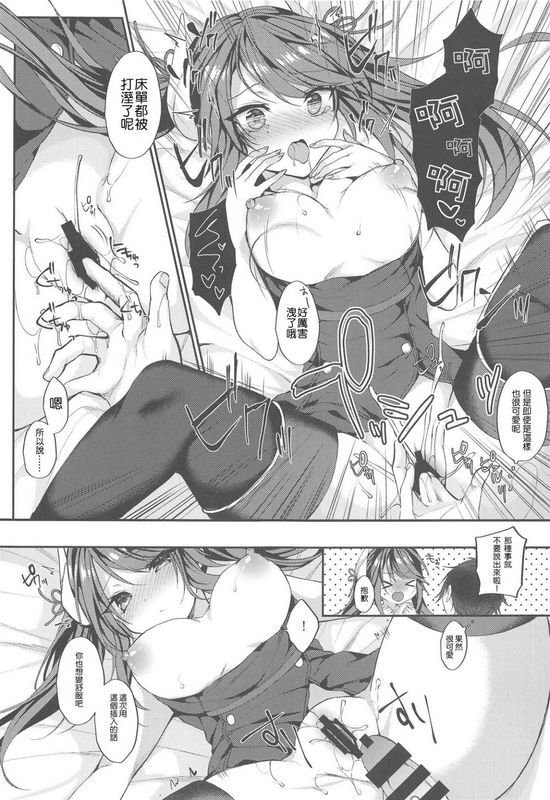 啊
啊
啊
啊
床單都被
打溼了呢
好厲害
洩了哦
但是即使是這樣
也很可愛呢
嗯
所以說……
那種事就
不要說出來啦！
抱歉
果然
很可愛
！
這次用
這個插入的話
你也想變舒服吧